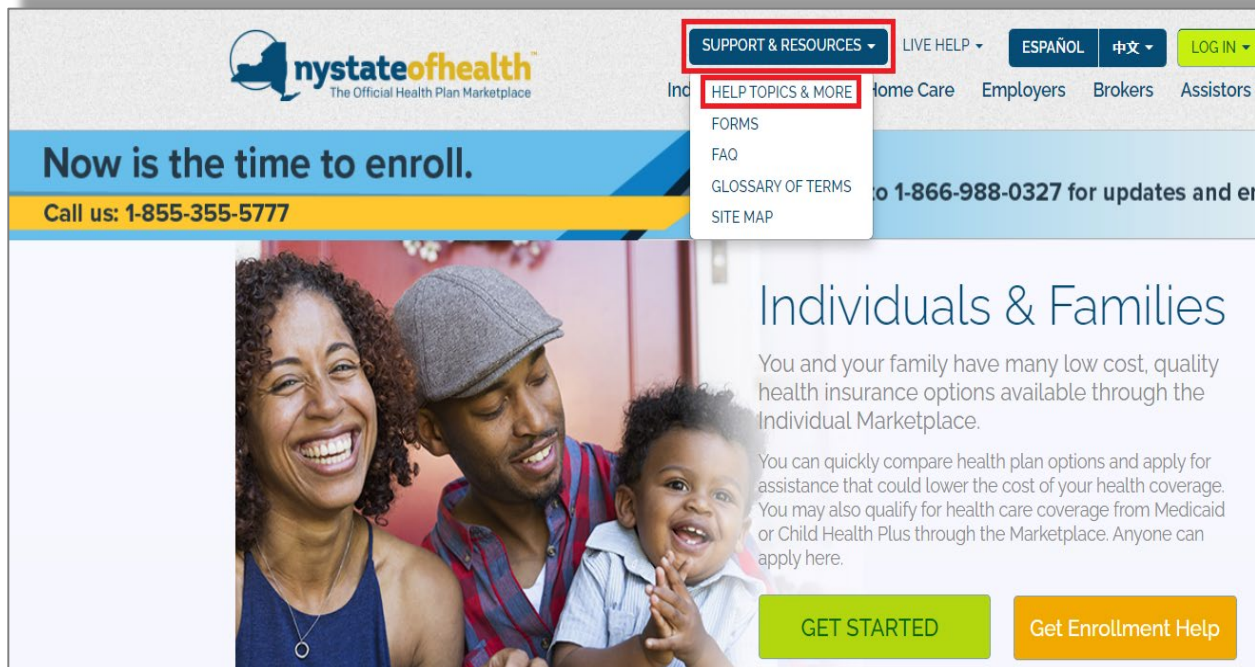 nystateofhealth™
The Official Health Plan Marketplace
SUPPORT & RESOURCES
LIVE HELP
ESPAÑOL
中文
LOG IN
HELP TOPICS & MORE
FORMS
FAQ
GLOSSARY OF TERMS
SITE MAP
Home Care
Employers
Brokers
Assistors
Now is the time to enroll.
Call us: 1-855-355-5777
to 1-866-988-0327 for updates and
Individuals & Families
You and your family have many low cost, quality
health insurance options available through the
Individual Marketplace.
You can quickly compare health plan options and apply for
assistance that could lower the cost of your health coverage.
You may also qualify for health care coverage from Medicaid
or Child Health Plus through the Marketplace. Anyone can
apply here.
GET STARTED
Get Enrollment Help